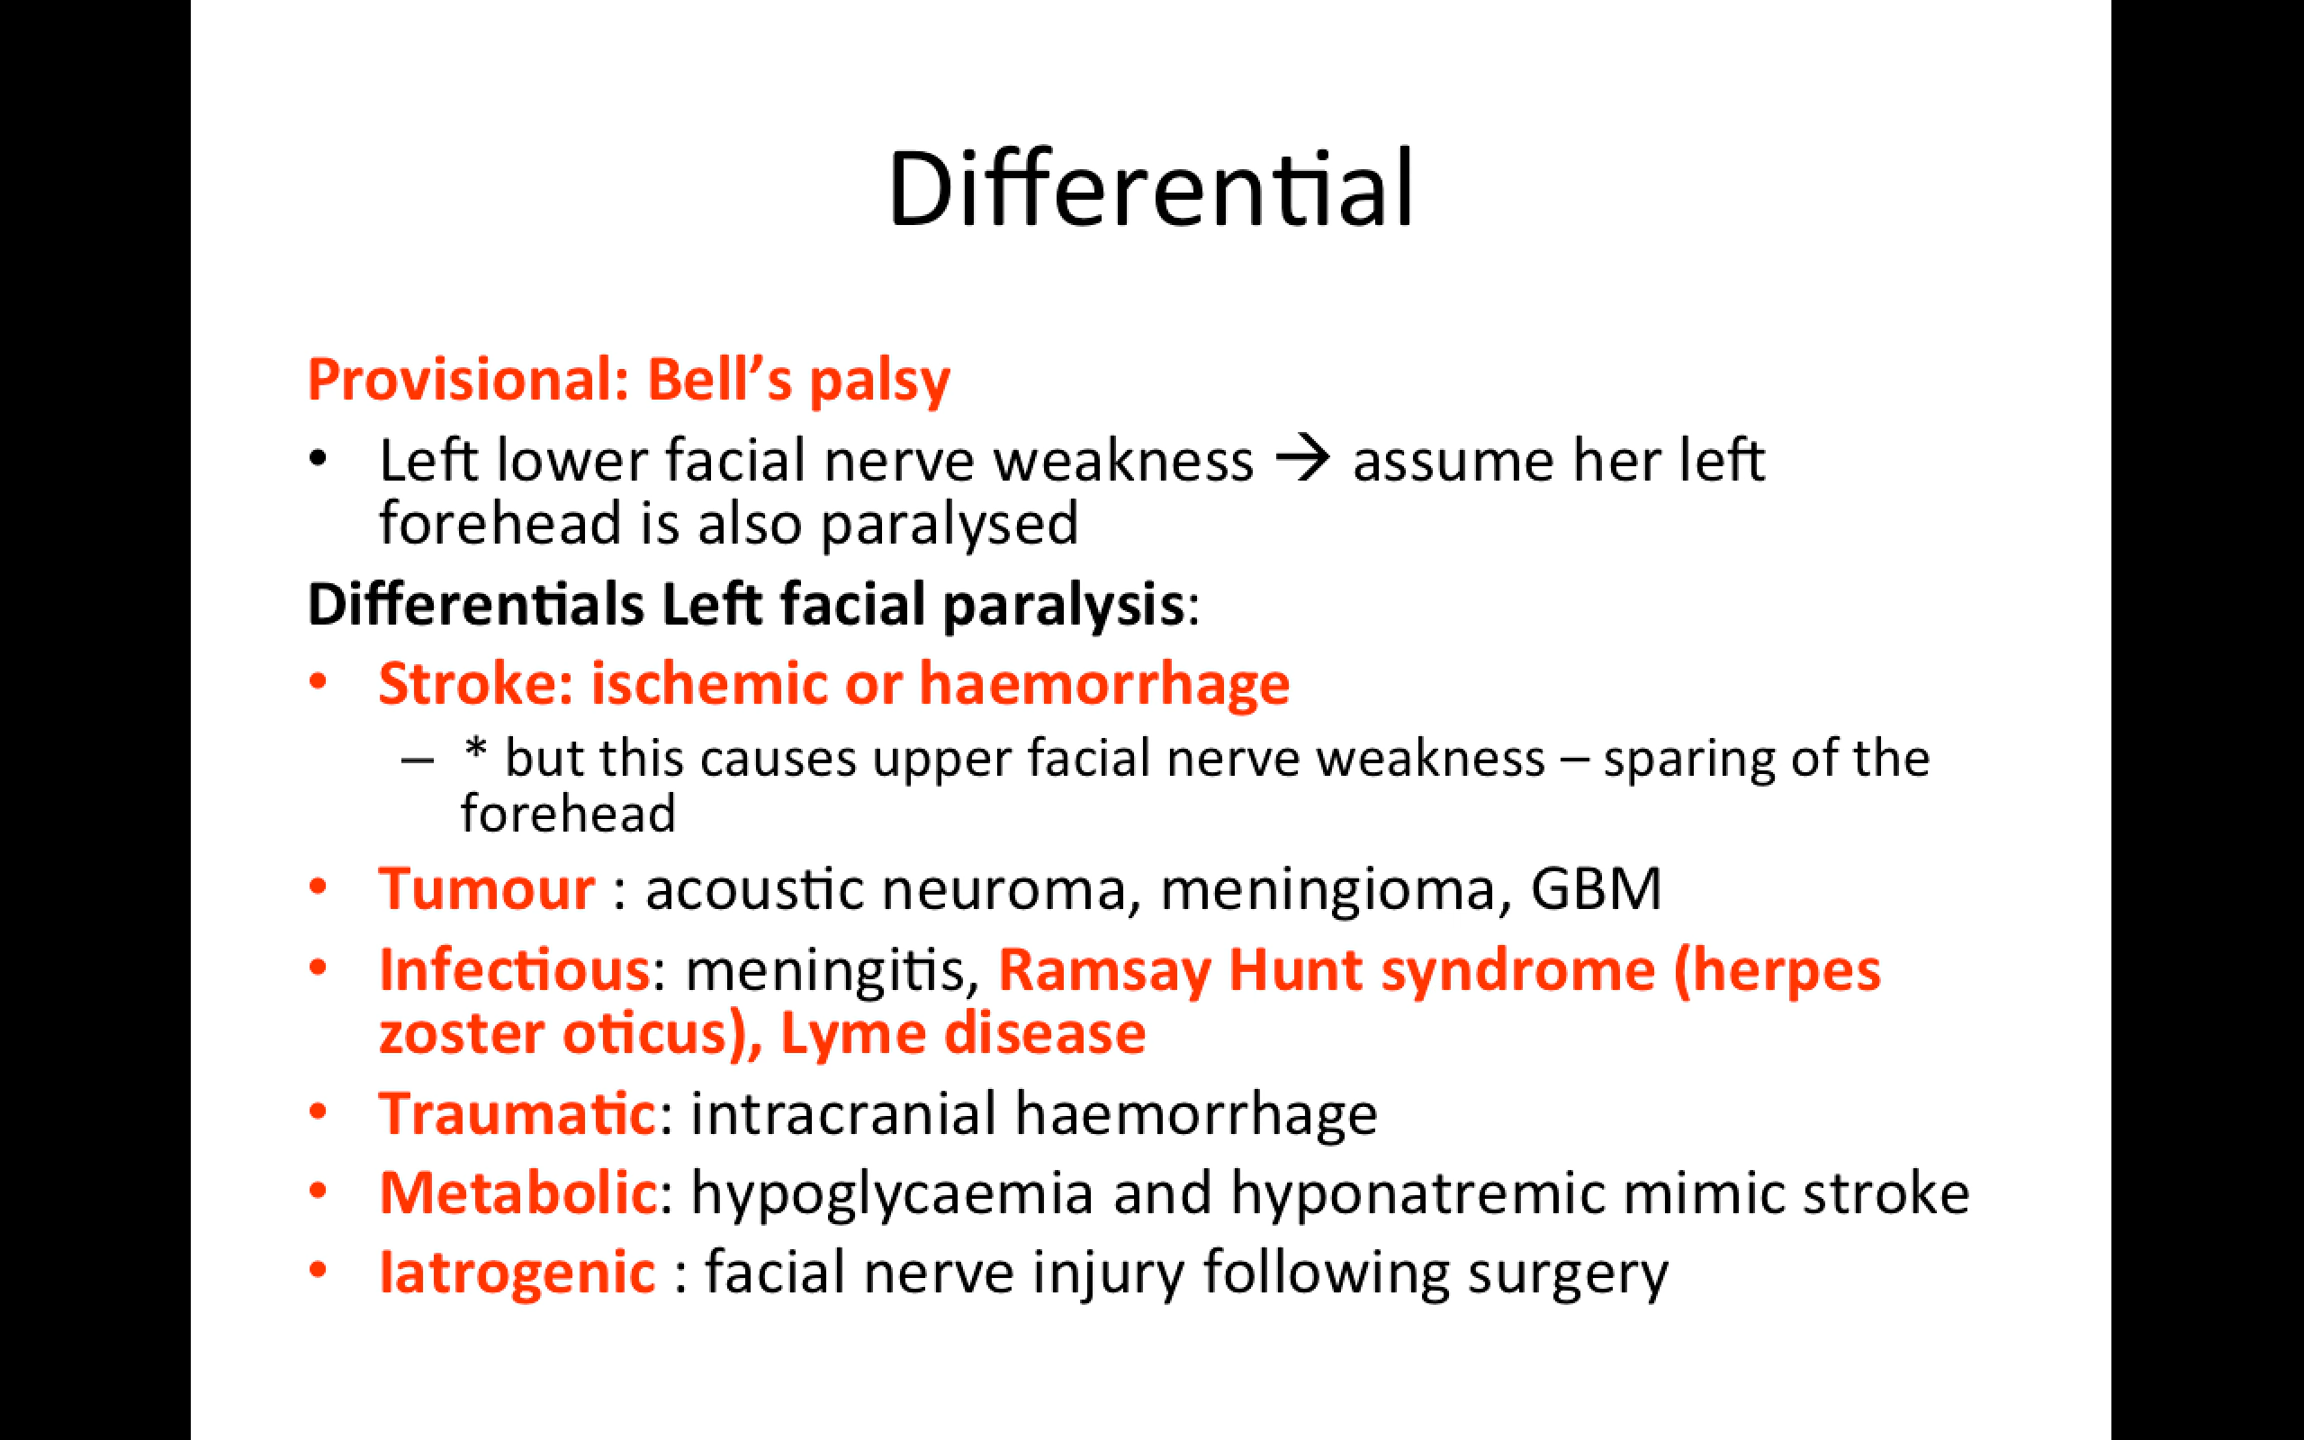 Differential
Provisional: Bell’s palsy
• Left lower facial nerve weakness → assume her left
forehead is also paralysed
Differentials Left facial paralysis:
• Stroke: ischemic or haemorrhage
– * but this causes upper facial nerve weakness – sparing of the
forehead
• Tumour : acoustic neuroma, meningioma, GBM
• Infectious: meningitis, Ramsay Hunt syndrome (herpes
zoster oticus), Lyme disease
• Traumatic: intracranial haemorrhage
• Metabolic: hypoglycaemia and hyponatremic mimic stroke
• Iatrogenic : facial nerve injury following surgery